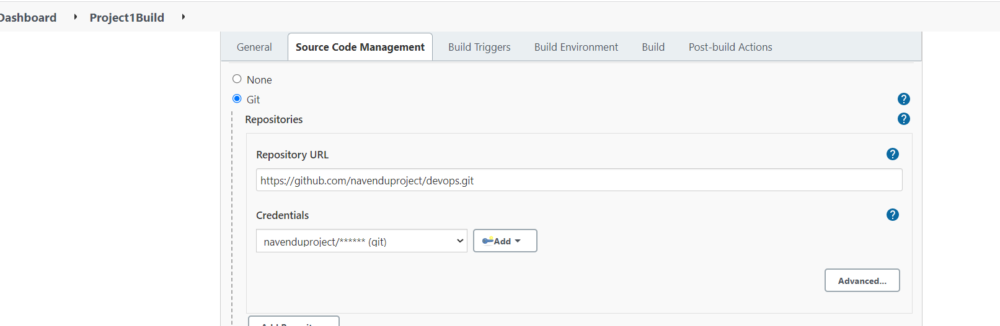 Dashboard Project1Build
General Source Code Management Build Triggers Build Environment Build Post-build Actions
None
Git ?
Repositories ?
Repository URL ?
https://github.com/navenduproject/devops.git
Credentials ?
navenduproject/****** (git) Add
Advanced...
Add